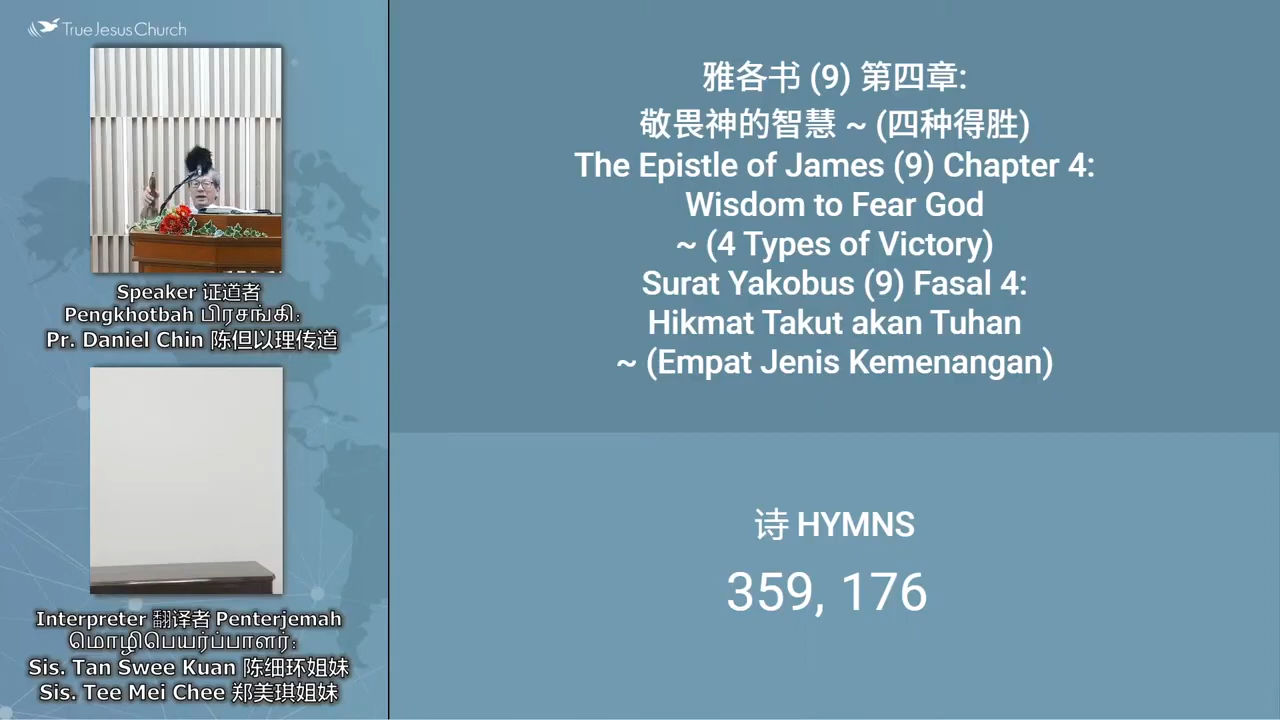 True Jesus Church
Speaker 证道者
Pengkhotbah பிரசங்கி:
Pr. Daniel Chin 陈但以理传道
Interpreter 翻译者 Penterjemah
மொழிபெயர்ப்பாளர்:
Sis. Tan Swee Kuan 陈细环姐妹
Sis. Tee Mei Chee 郑美琪姐妹
雅各书 (9) 第四章:
敬畏神的智慧 ~ (四种得胜)
The Epistle of James (9) Chapter 4:
Wisdom to Fear God
~ (4 Types of Victory)
Surat Yakobus (9) Fasal 4:
Hikmat Takut akan Tuhan
~ (Empat Jenis Kemenangan)
诗 HYMNS
359, 176